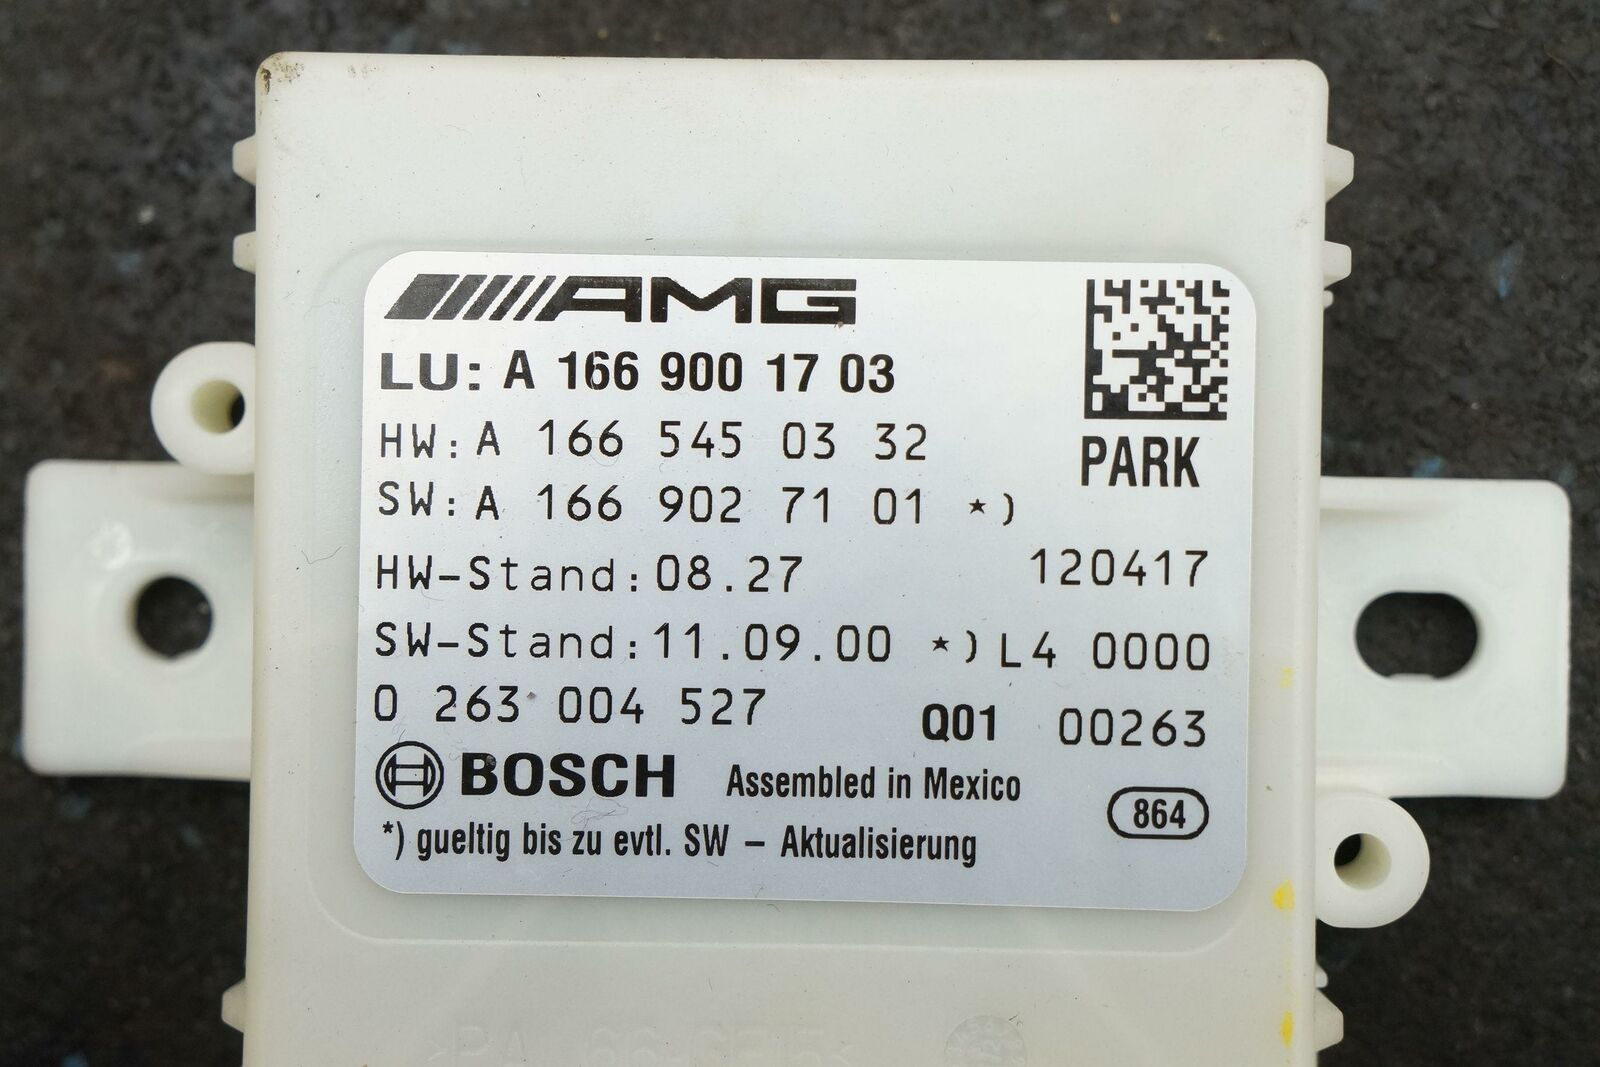 AMG
LU: A 166 900 17 03
HW: A 166 545 03 32
PARK
SW: A 166 902 71 01 *)
HW-Stand: 08.27 120417
SW-Stand: 11.09.00 *) L4 0000
0 263 004 527 Q01 00263
BOSCH Assembled in Mexico
864
*) gueltig bis zu evtl. SW – Aktualisierung